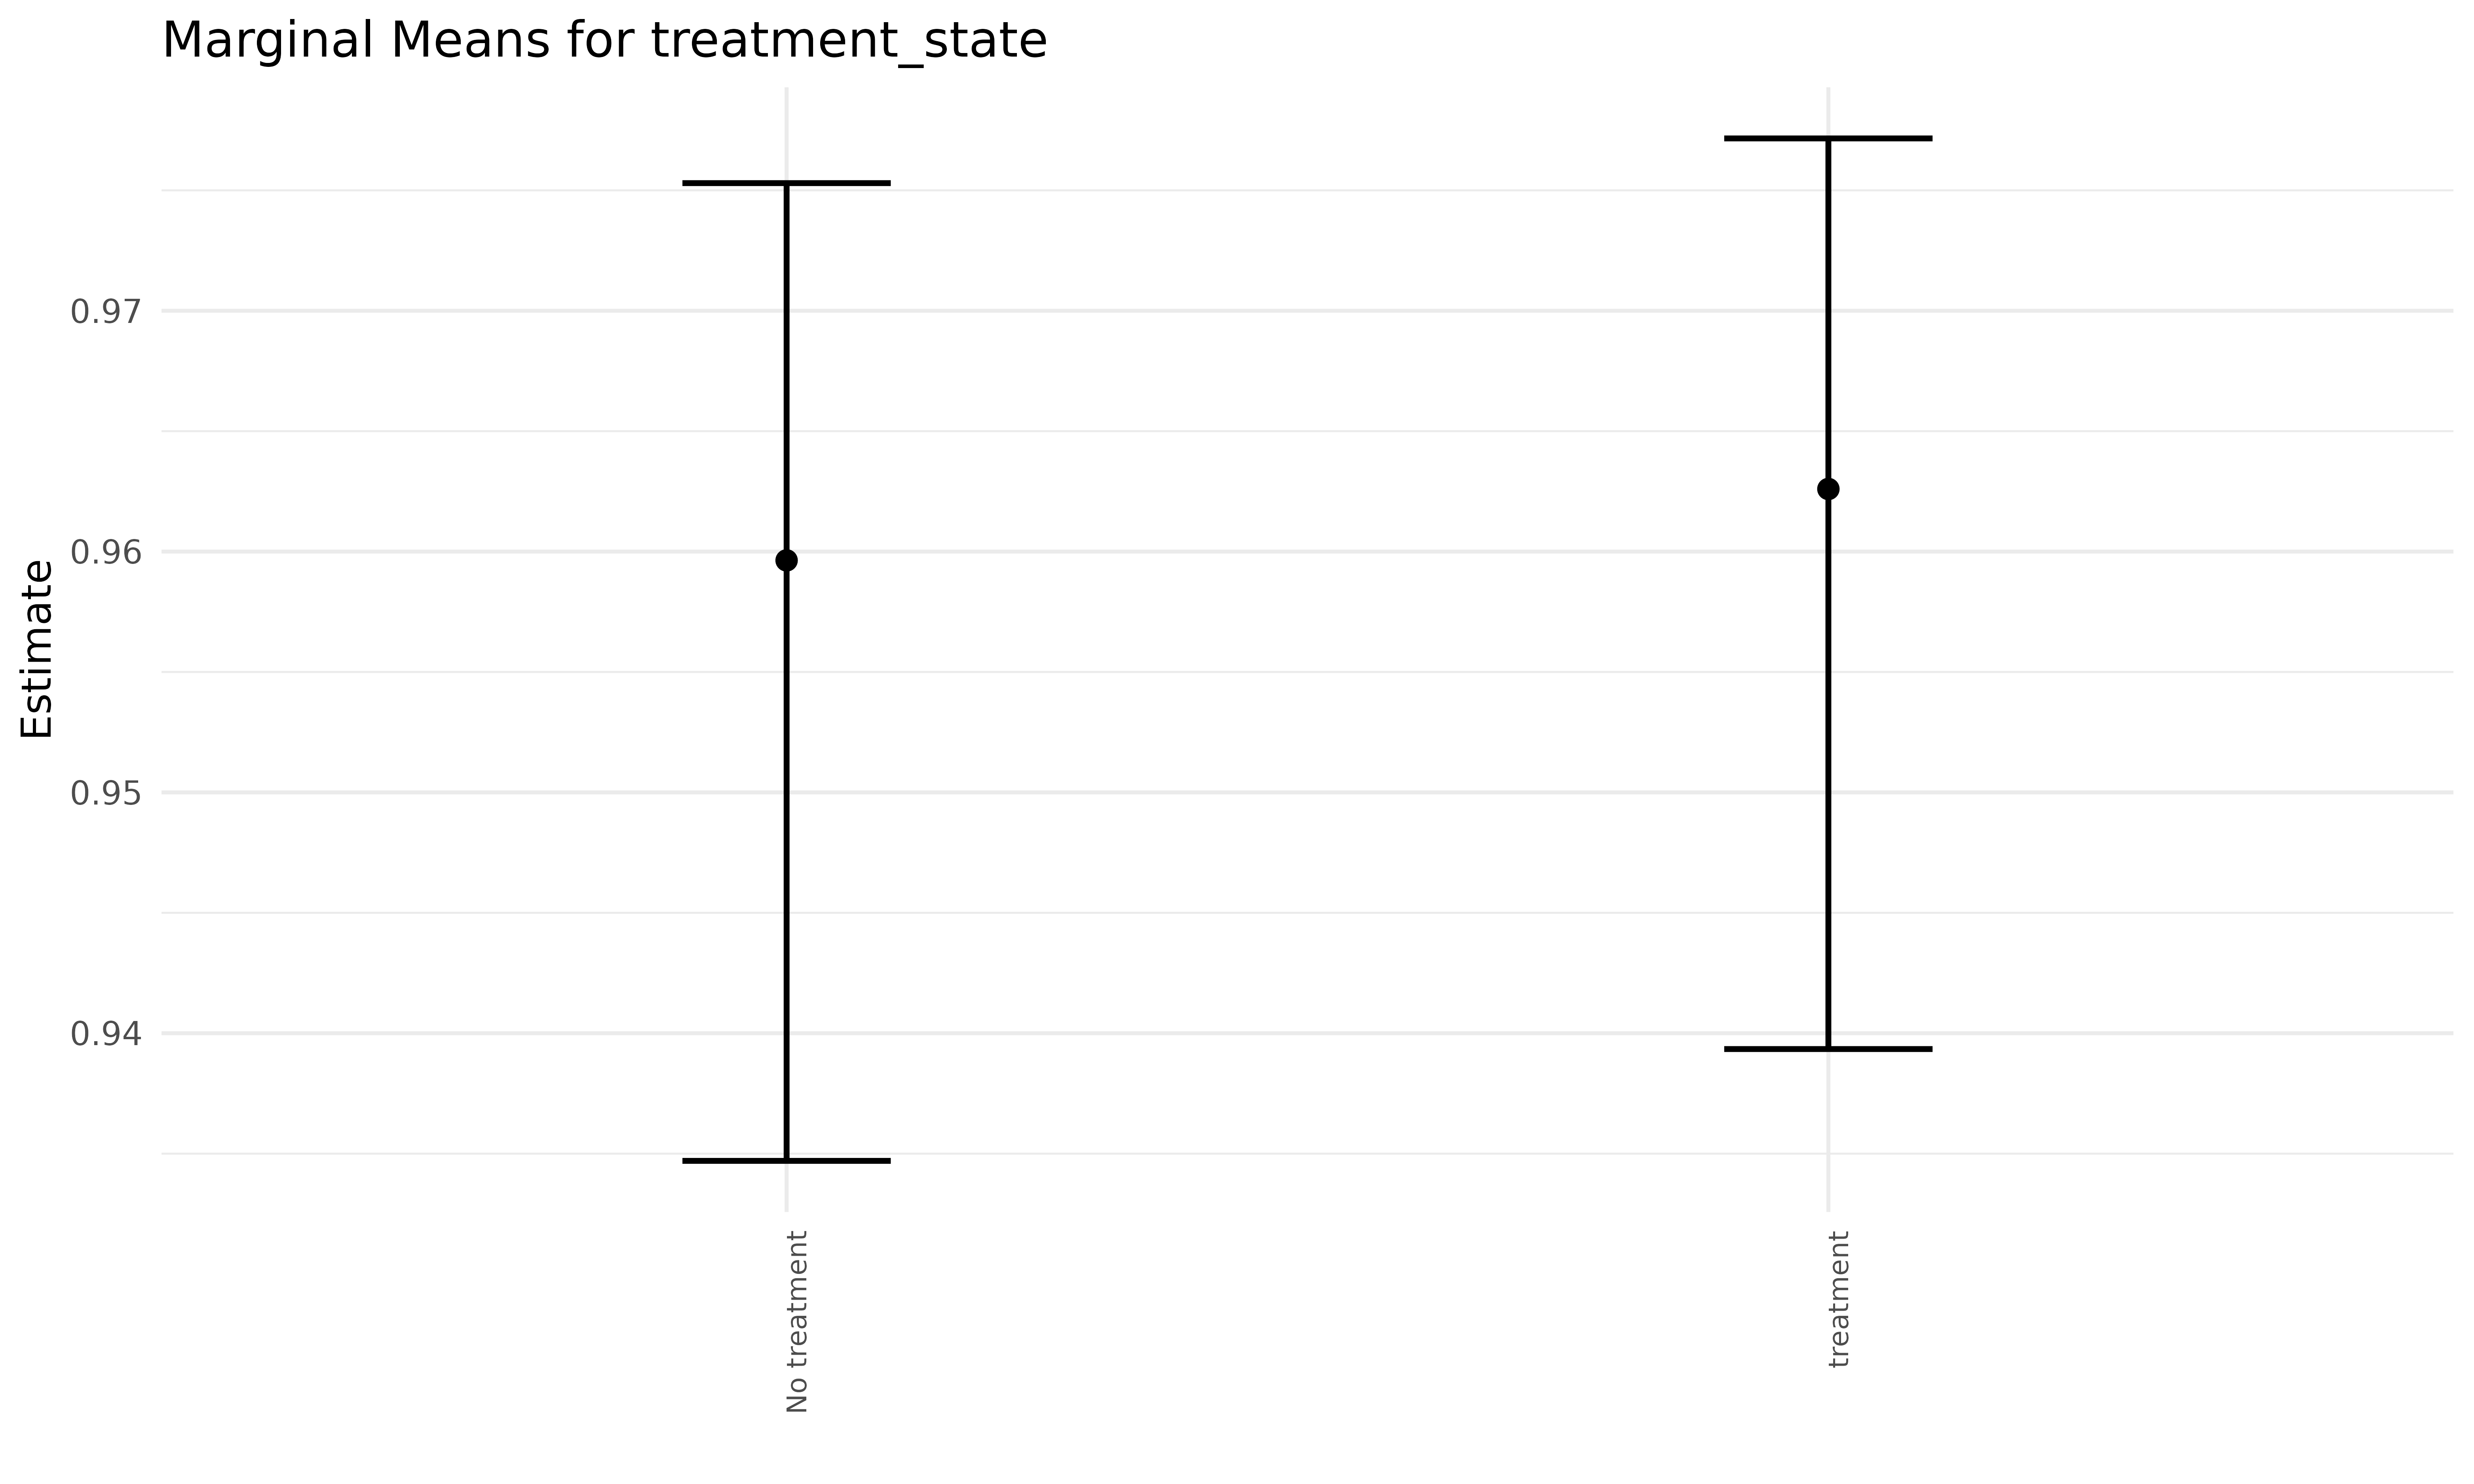 Marginal Means for treatment_state
Estimate
0.97
0.96
0.95
0.94
No treatment
treatment